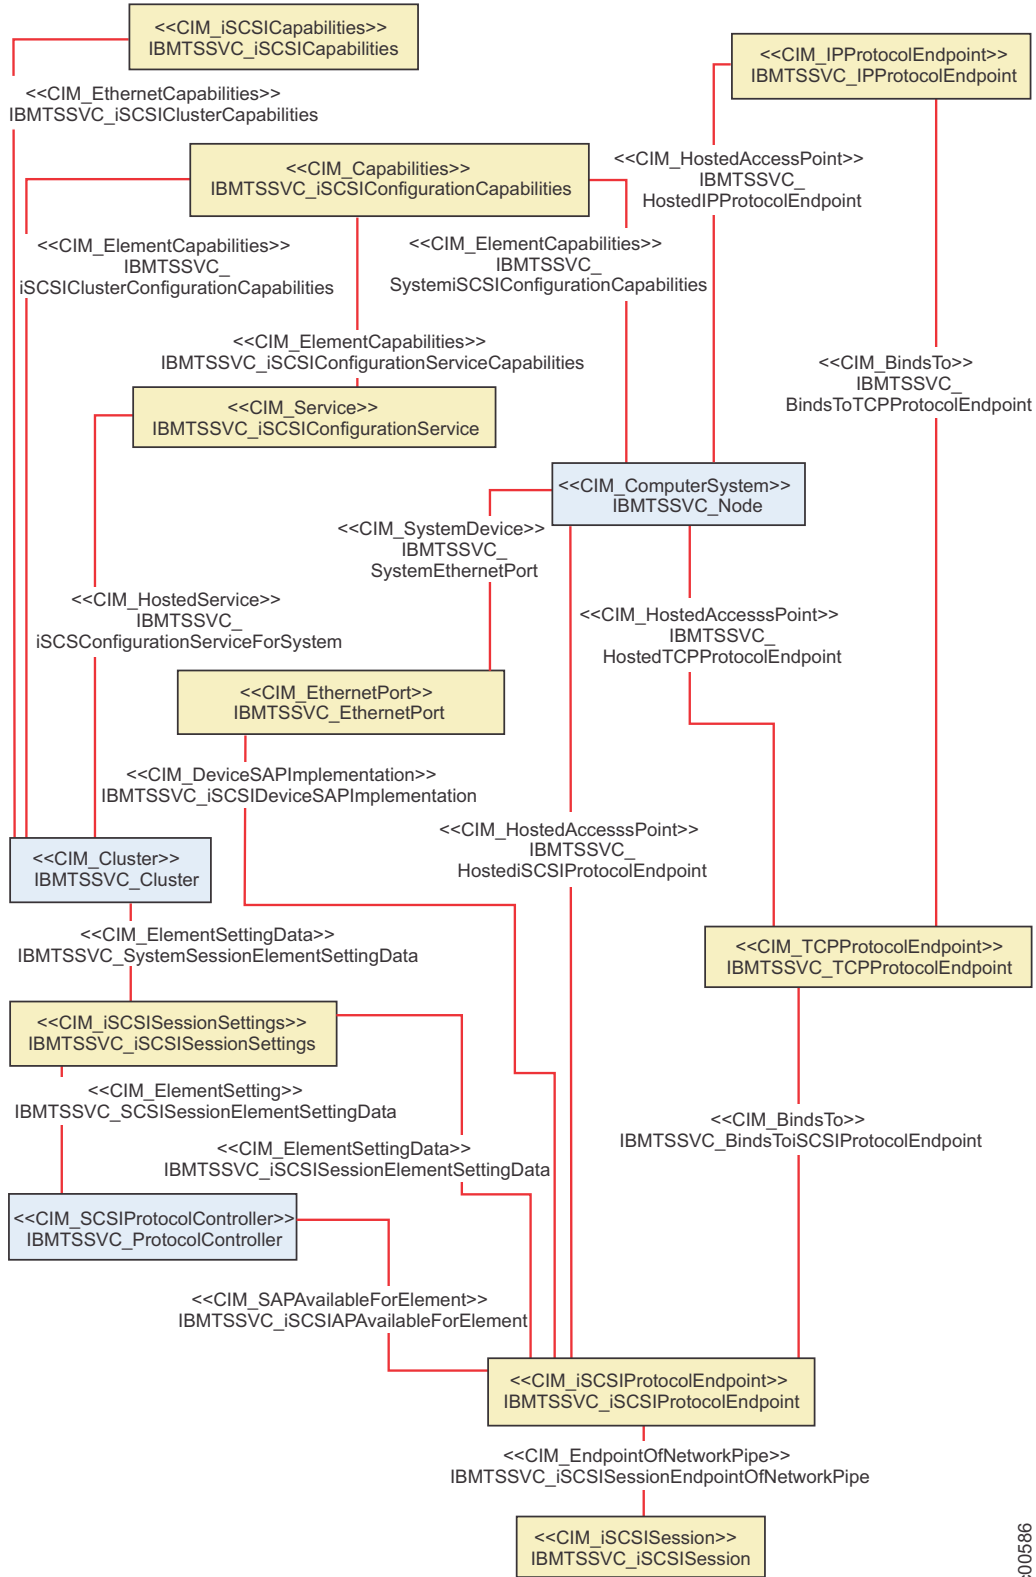 <<CIM_iSCSICapabilities>>
IBMTSSVC_iSCSICapabilities
<<CIM_IPProtocolEndpoint>>
IBMTSSVC_IPProtocolEndpoint
<<CIM_EthernetCapabilities>>
IBMTSSVC_iSCSIClusterCapabilities
<<CIM_Capabilities>>
IBMTSSVC_iSCSIConfigurationCapabilities
<<CIM_HostedAccessPoint>>
IBMTSSVC_
HostedIPProtocolEndpoint
<<CIM_ElementCapabilities>>
IBMTSSVC_
iSCSIClusterConfigurationCapabilities
<<CIM_ElementCapabilities>>
IBMTSSVC_
SystemiSCSIConfigurationCapabilities
<<CIM_ElementCapabilities>>
IBMTSSVC_iSCSIConfigurationServiceCapabilities
<<CIM_BindsTo>>
IBMTSSVC_
BindsToTCPProtocolEndpoint
<<CIM_Service>>
IBMTSSVC_iSCSIConfigurationService
<<CIM_ComputerSystem>>
IBMTSSVC_Node
<<CIM_SystemDevice>>
IBMTSSVC_
SystemEthernetPort
<<CIM_HostedService>>
IBMTSSVC_
iSCSConfigurationServiceForSystem
<<CIM_HostedAccesssPoint>>
IBMTSSVC_
HostedTCPProtocolEndpoint
<<CIM_EthernetPort>>
IBMTSSVC_EthernetPort
<<CIM_DeviceSAPImplementation>>
IBMTSSVC_iSCSIDeviceSAPImplementation
<<CIM_HostedAccesssPoint>>
IBMTSSVC_
HostediSCSIProtocolEndpoint
<<CIM_Cluster>>
IBMTSSVC_Cluster
<<CIM_ElementSettingData>>
IBMTSSVC_SystemSessionElementSettingData
<<CIM_TCPProtocolEndpoint>>
IBMTSSVC_TCPProtocolEndpoint
<<CIM_iSCSISessionSettings>>
IBMTSSVC_iSCSISessionSettings
<<CIM_ElementSetting>>
IBMTSSVC_SCSISessionElementSettingData
<<CIM_ElementSettingData>>
IBMTSSVC_iSCSISessionElementSettingData
<<CIM_BindsTo>>
IBMTSSVC_BindsToiSCSIProtocolEndpoint
<<CIM_SCSIProtocolController>>
IBMTSSVC_ProtocolController
<<CIM_SAPAvailableForElement>>
IBMTSSVC_iSCSIAPAvailableForElement
<<CIM_iSCSIProtocolEndpoint>>
IBMTSSVC_iSCSIProtocolEndpoint
<<CIM_EndpointOfNetworkPipe>>
IBMTSSVC_iSCSISessionEndpointOfNetworkPipe
<<CIM_iSCSISession>>
IBMTSSVC_iSCSISession